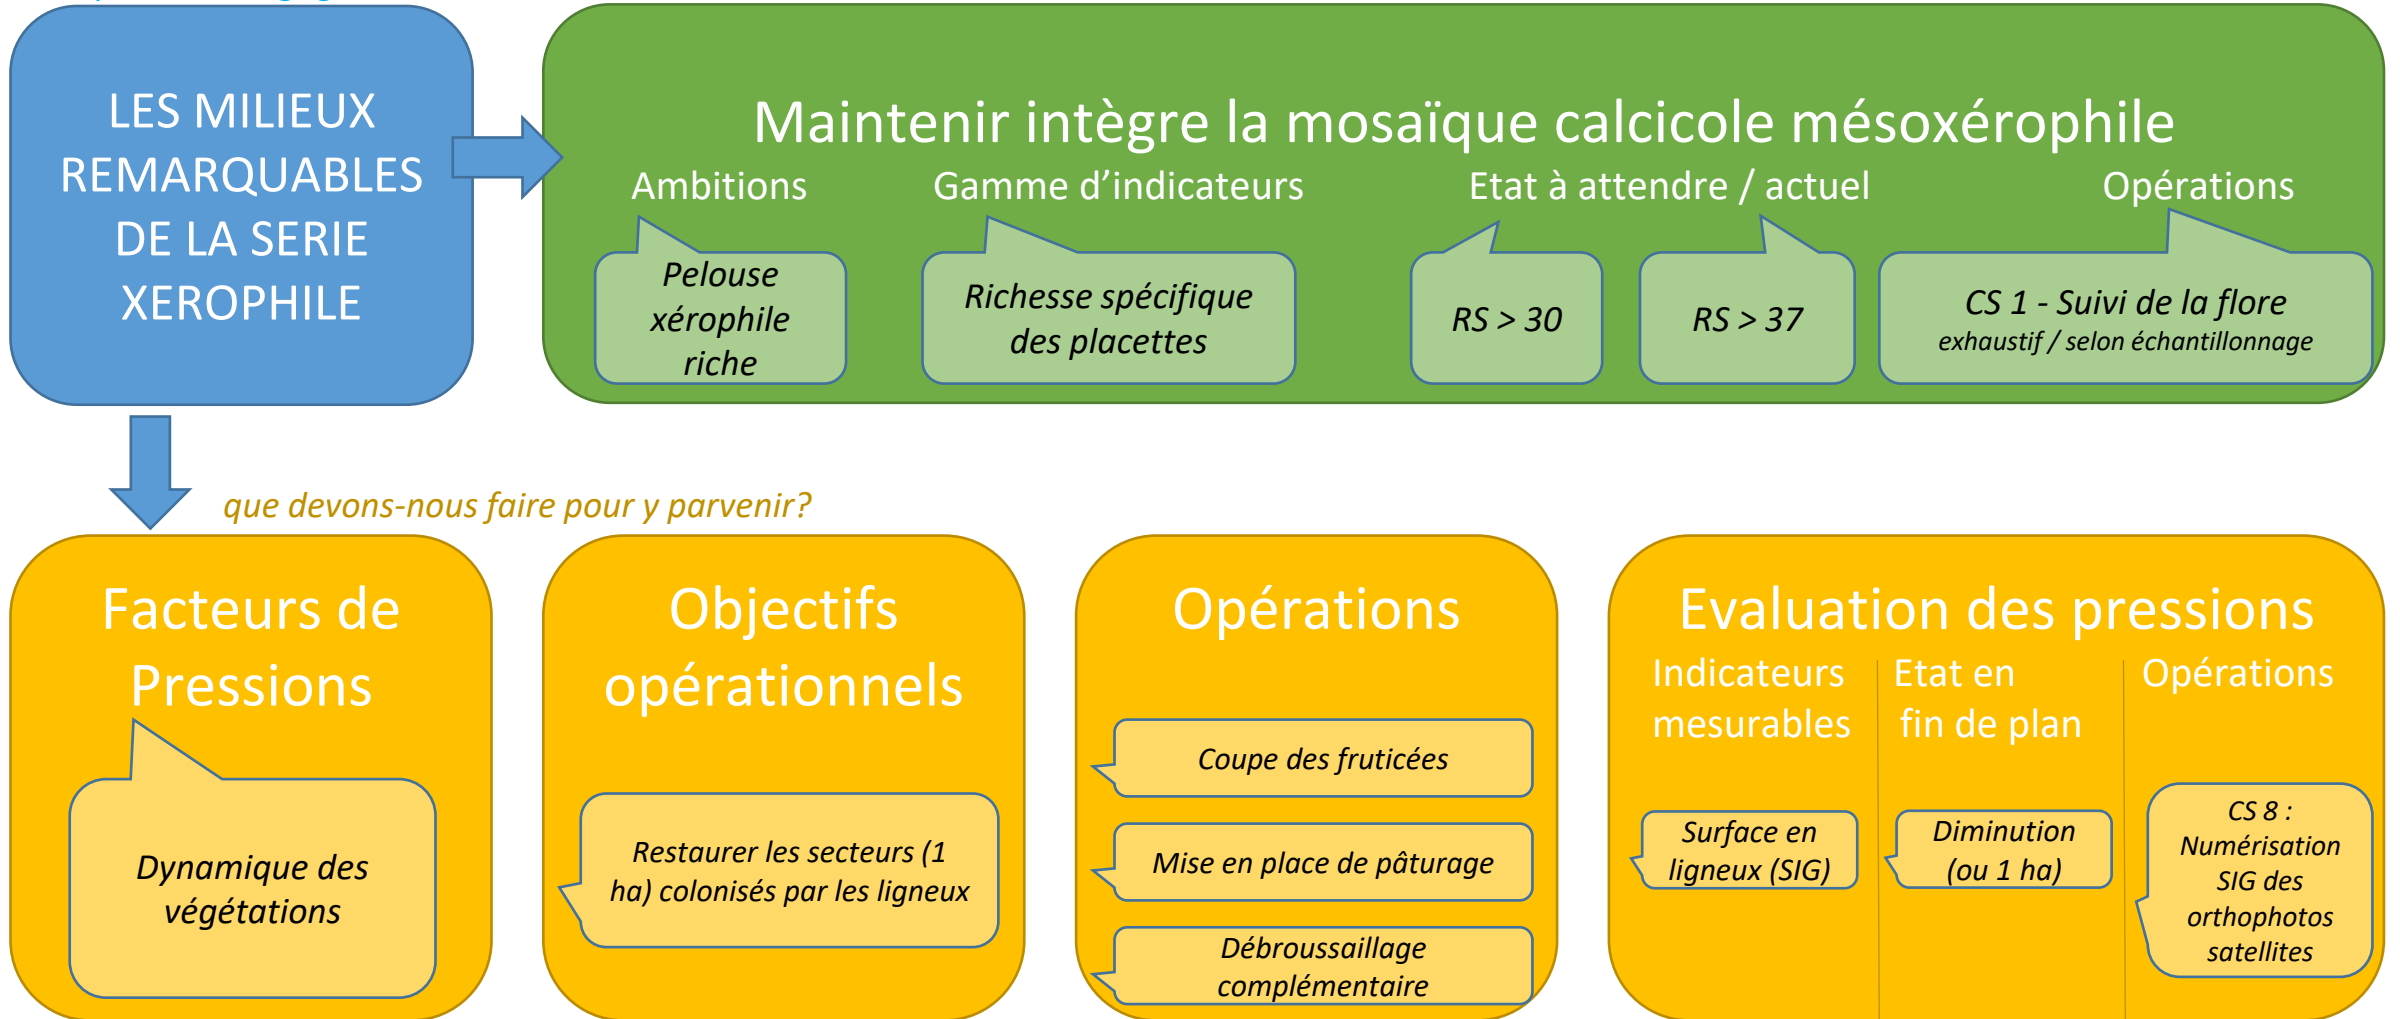 LES MILIEUX
REMARQUABLES
DE LA SERIE
XEROPHILE
Maintenir intègre la mosaïque calcicole mésoxérophile
Ambitions
Gamme d'indicateurs
Etat à attendre / actuel
Opérations
Pelouse
xérophile
riche
Richesse spécifique
des placettes
RS > 30
RS > 37
CS 1 - Suivi de la flore
exhaustif / selon échantillonnage
que devons-nous faire pour y parvenir?
Facteurs de
Pressions
Dynamique des
végétations
Objectifs
opérationnels
Restaurer les secteurs (1
ha) colonisés par les ligneux
Opérations
Coupe des fruticées
Mise en place de pâturage
Débroussaillage
complémentaire
Evaluation des pressions
Indicateurs
mesurables
Etat en
fin de plan
Opérations
Surface en
ligneux (SIG)
Diminution
(ou 1 ha)
CS 8 :
Numérisation
SIG des
orthophotos
satellites